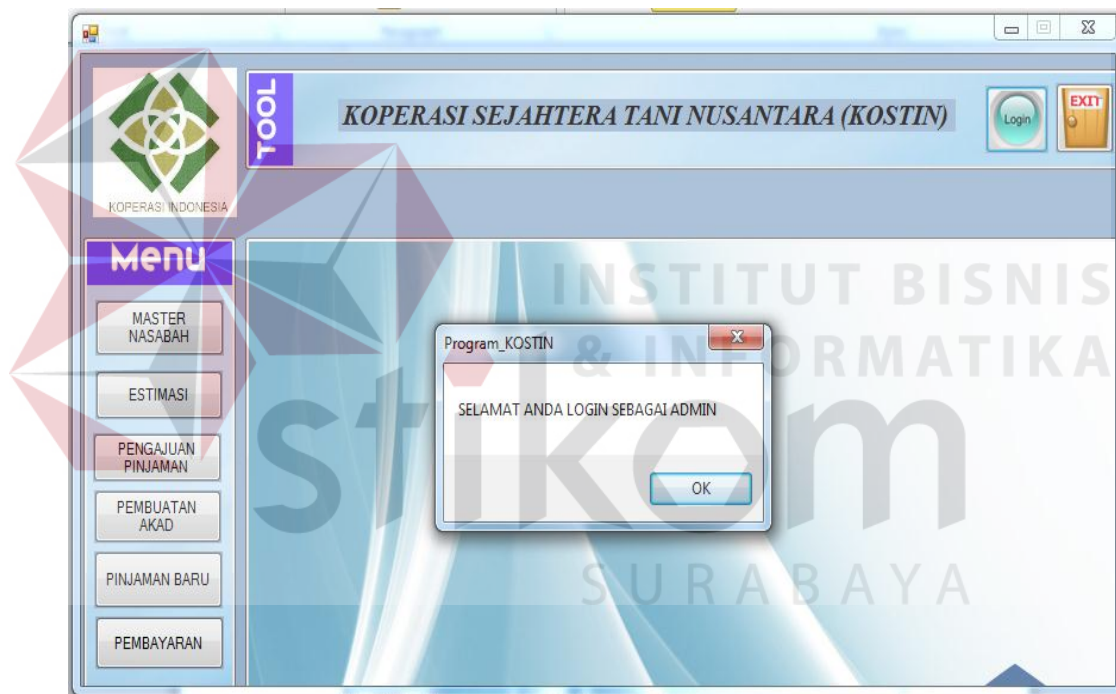 TOOL
KOPERASI SEJAHTERA TANI NUSANTARA (KOSTIN)
Login
EXIT
KOPERASI INDONESIA
Menu
MASTER
NASABAH
ESTIMASI
PENGAJUAN
PINJAMAN
PEMBUATAN
AKAD
PINJAMAN BARU
PEMBAYARAN
Program_KOSTIN
SELAMAT ANDA LOGIN SEBAGAI ADMIN
OK
INSTITUT BISNIS
& INFORMATIKA
stikom
SURABAYA